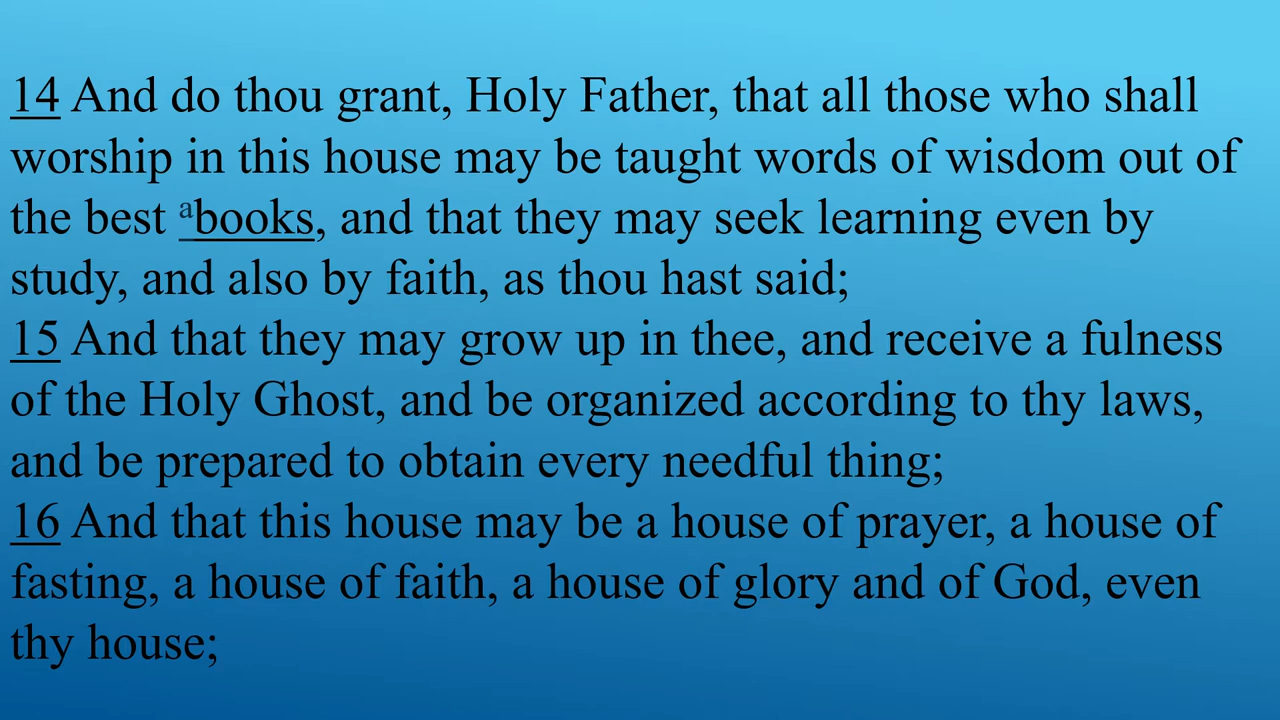 14 And do thou grant, Holy Father, that all those who shall
worship in this house may be taught words of wisdom out of
the best abooks, and that they may seek learning even by
study, and also by faith, as thou hast said;
15 And that they may grow up in thee, and receive a fulness
of the Holy Ghost, and be organized according to thy laws,
and be prepared to obtain every needful thing;
16 And that this house may be a house of prayer, a house of
fasting, a house of faith, a house of glory and of God, even
thy house;